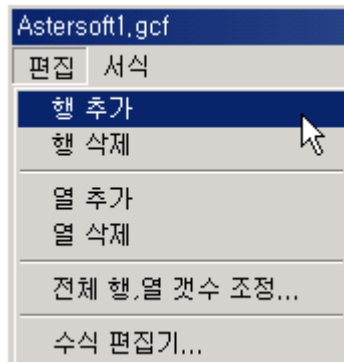 Astersoft1.gcf
편집 서식
행 추가
행 삭제
열 추가
열 삭제
전체 행,열 갯수 조정...
수식 편집기...